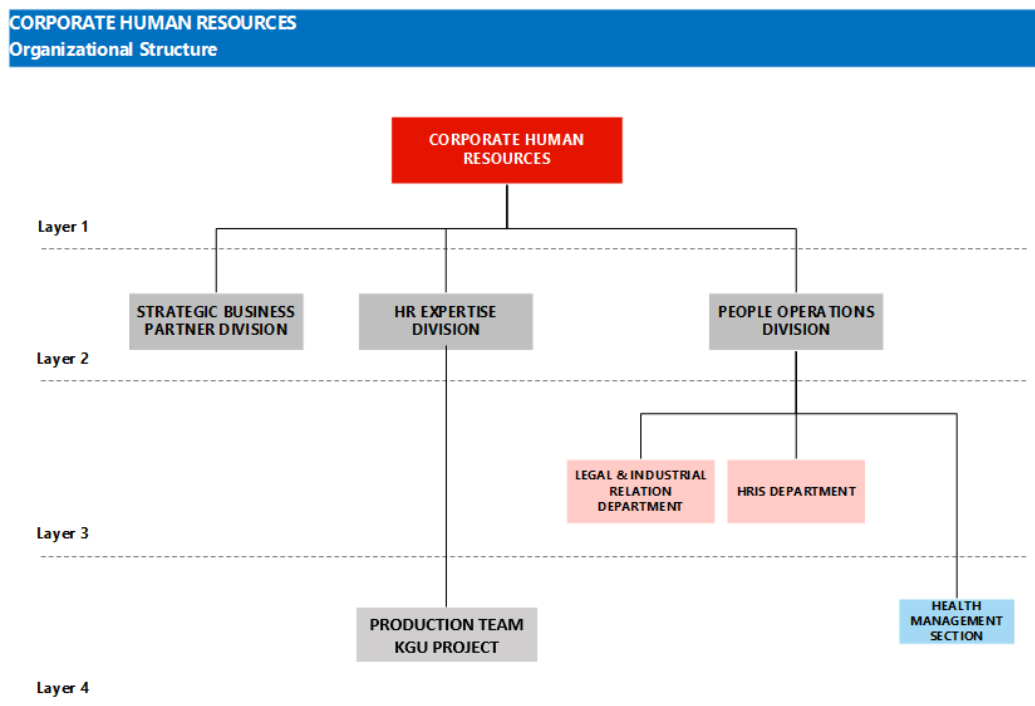 CORPORATE HUMAN RESOURCES
Organizational Structure
CORPORATE HUMAN
RESOURCES
Layer 1
STRATEGIC BUSINESS
PARTNER DIVISION
HR EXPERTISE
DIVISION
PEOPLE OPERATIONS
DIVISION
Layer 2
LEGAL & INDUSTRIAL
RELATION
DEPARTMENT
HRIS DEPARTMENT
Layer 3
PRODUCTION TEAM
KGU PROJECT
HEALTH
MANAGEMENT
SECTION
Layer 4